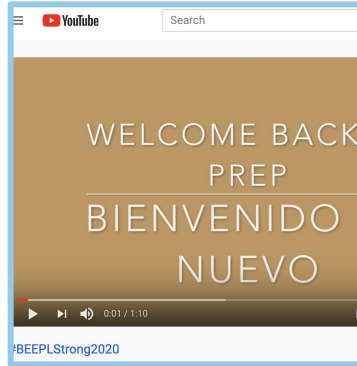 YouTube
Search
WELCOME BACK
PREP
BIENVENIDO
NUEVO
0:01 / 1:10
#BEEPLStrong2020